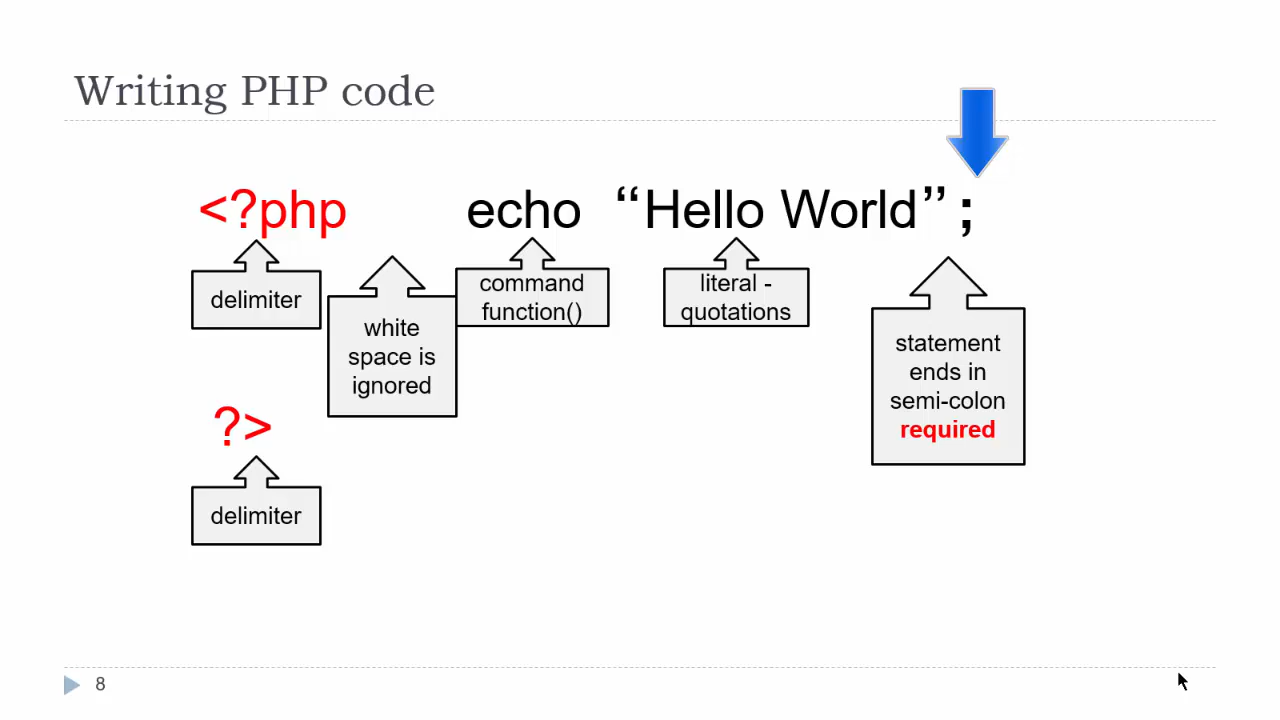 Writing PHP code
<?php echo “Hello World” ;
delimiter
white
space is
ignored
command
function()
literal -
quotations
statement
ends in
semi-colon
required
?>
delimiter
8